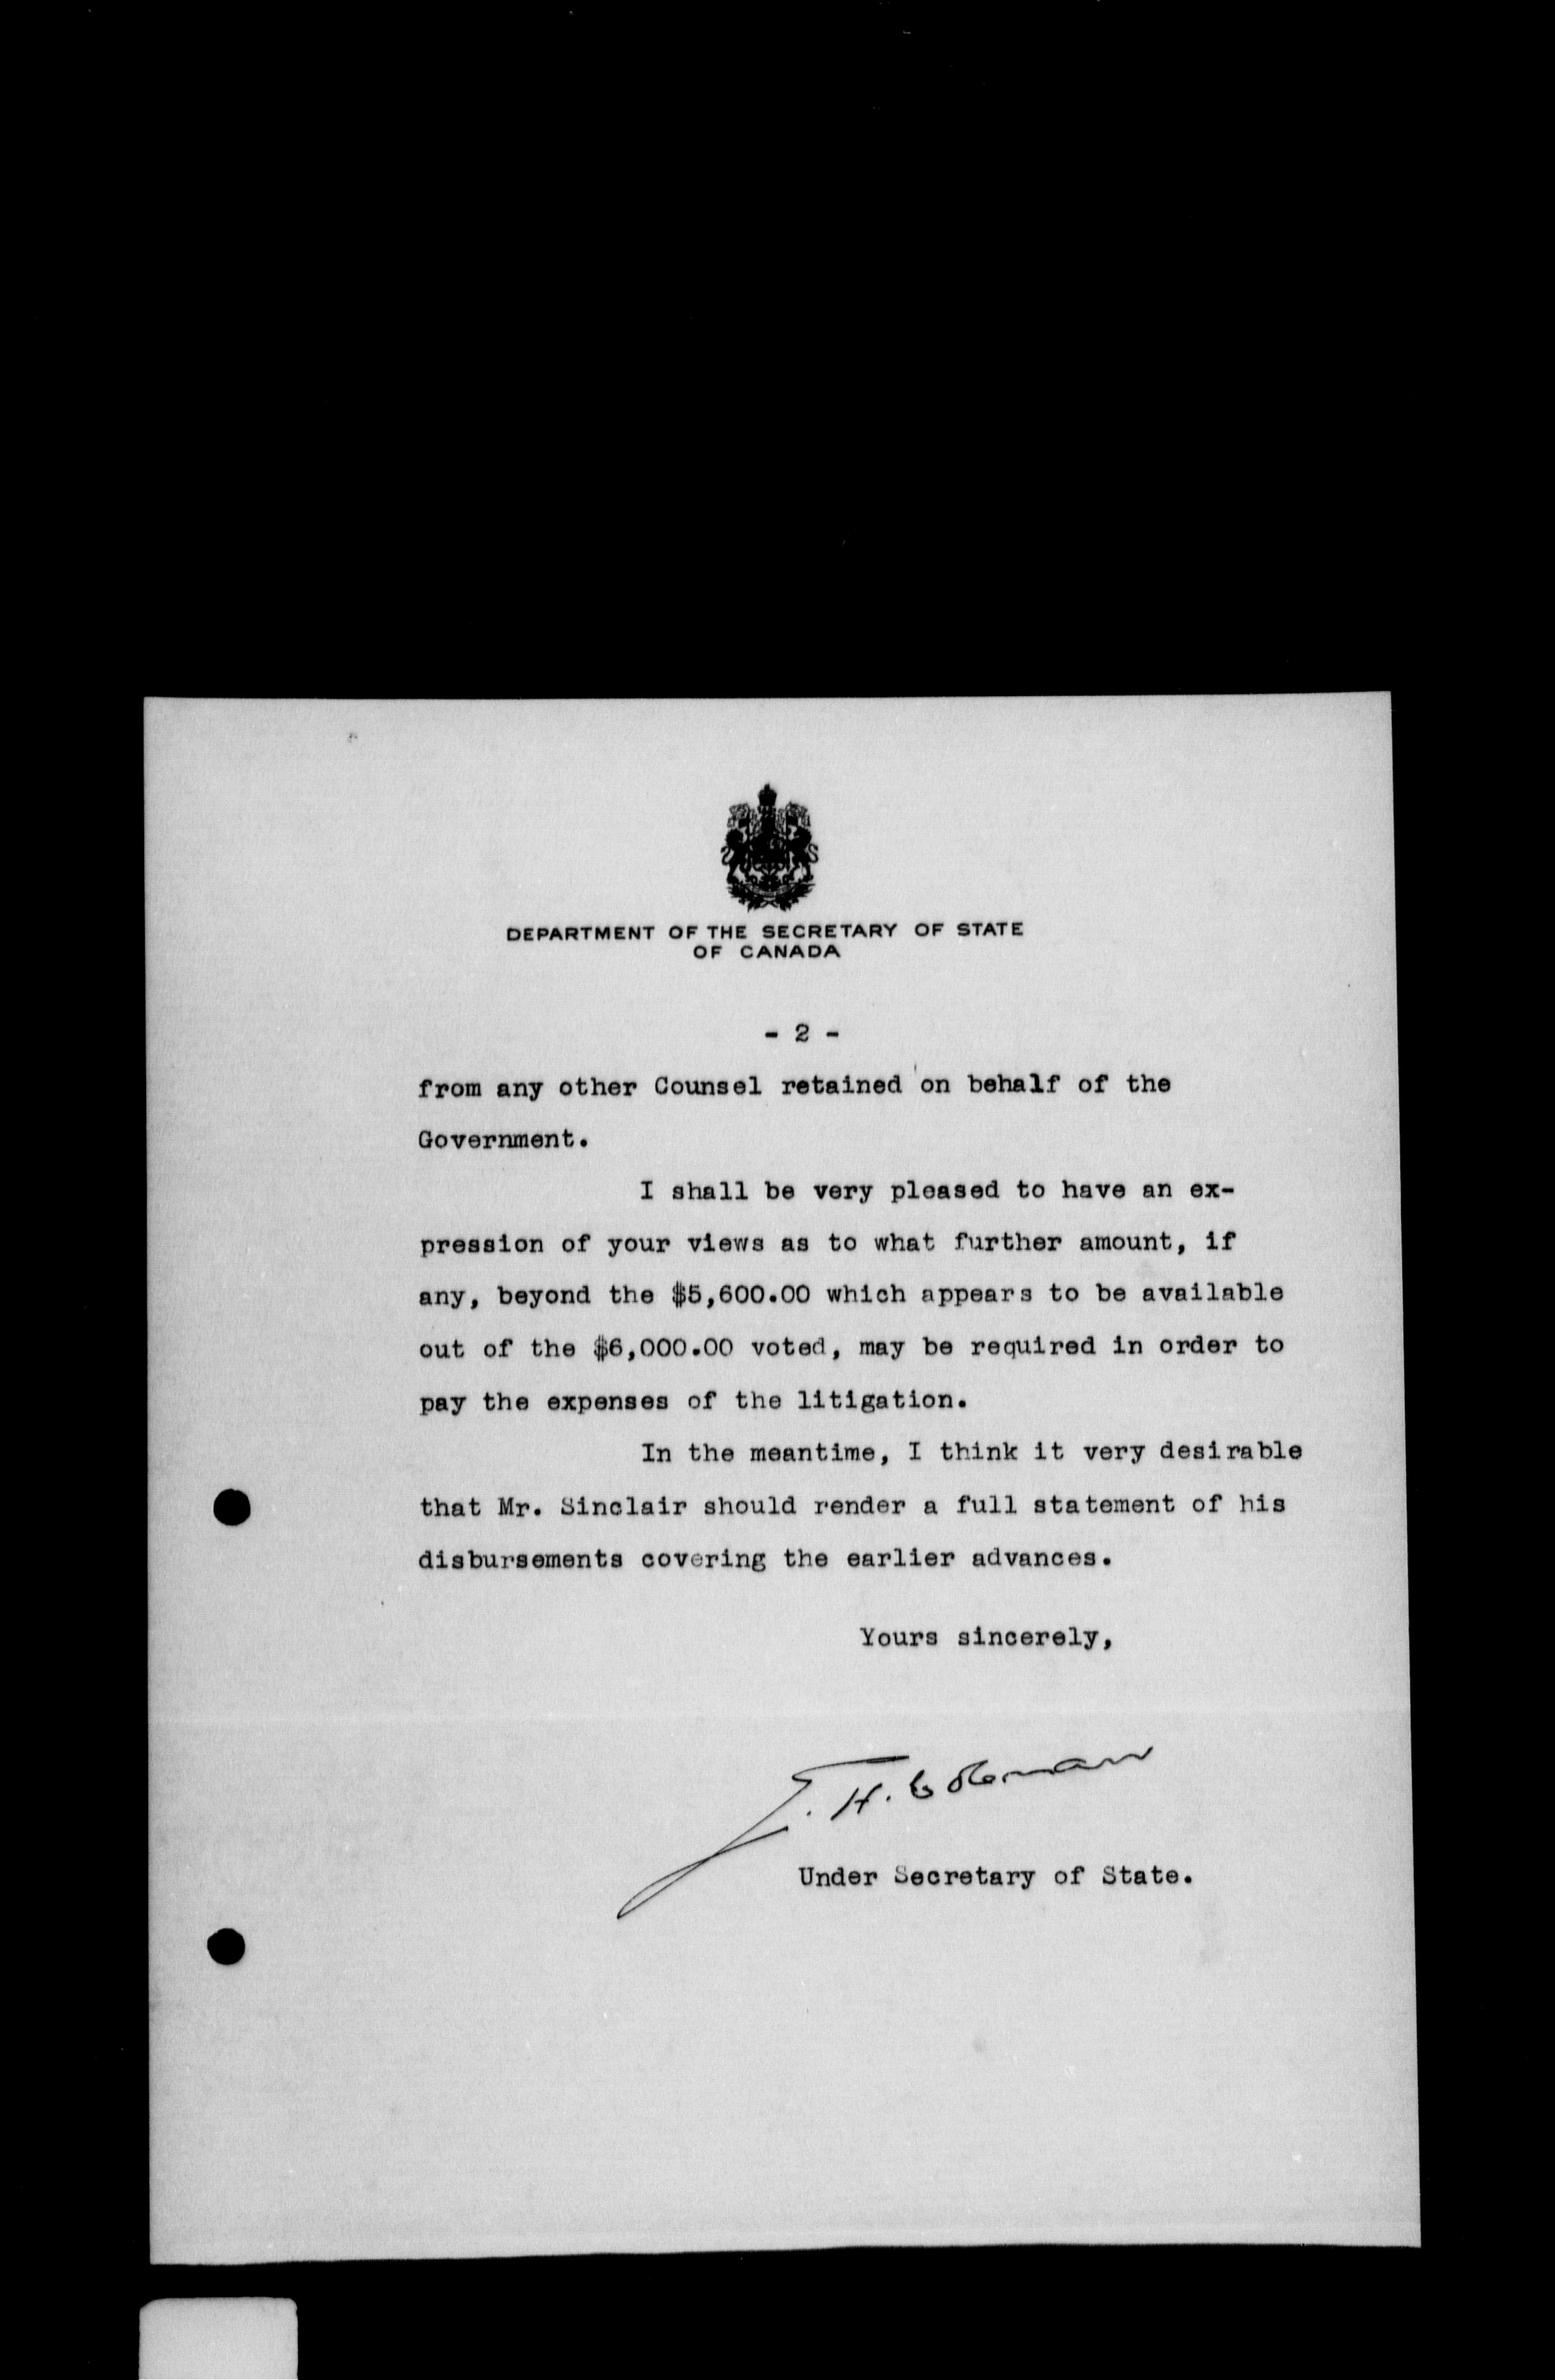 DEPARTMENT OF THE SECRETARY OF STATE
OF CANADA
- 2 -
from any other Counsel retained on behalf of the
Government.
I shall be very pleased to have an ex-
pression of your views as to what further amount, if
any, beyond the $5,600.00 which appears to be available
out of the $6,000.00 voted, may be required in order to
pay the expenses of the litigation.
In the meantime, I think it very desirable
that Mr. Sinclair should render a full statement of his
disbursements covering the earlier advances.
Yours sincerely,
E. H. Coleman
Under Secretary of State.